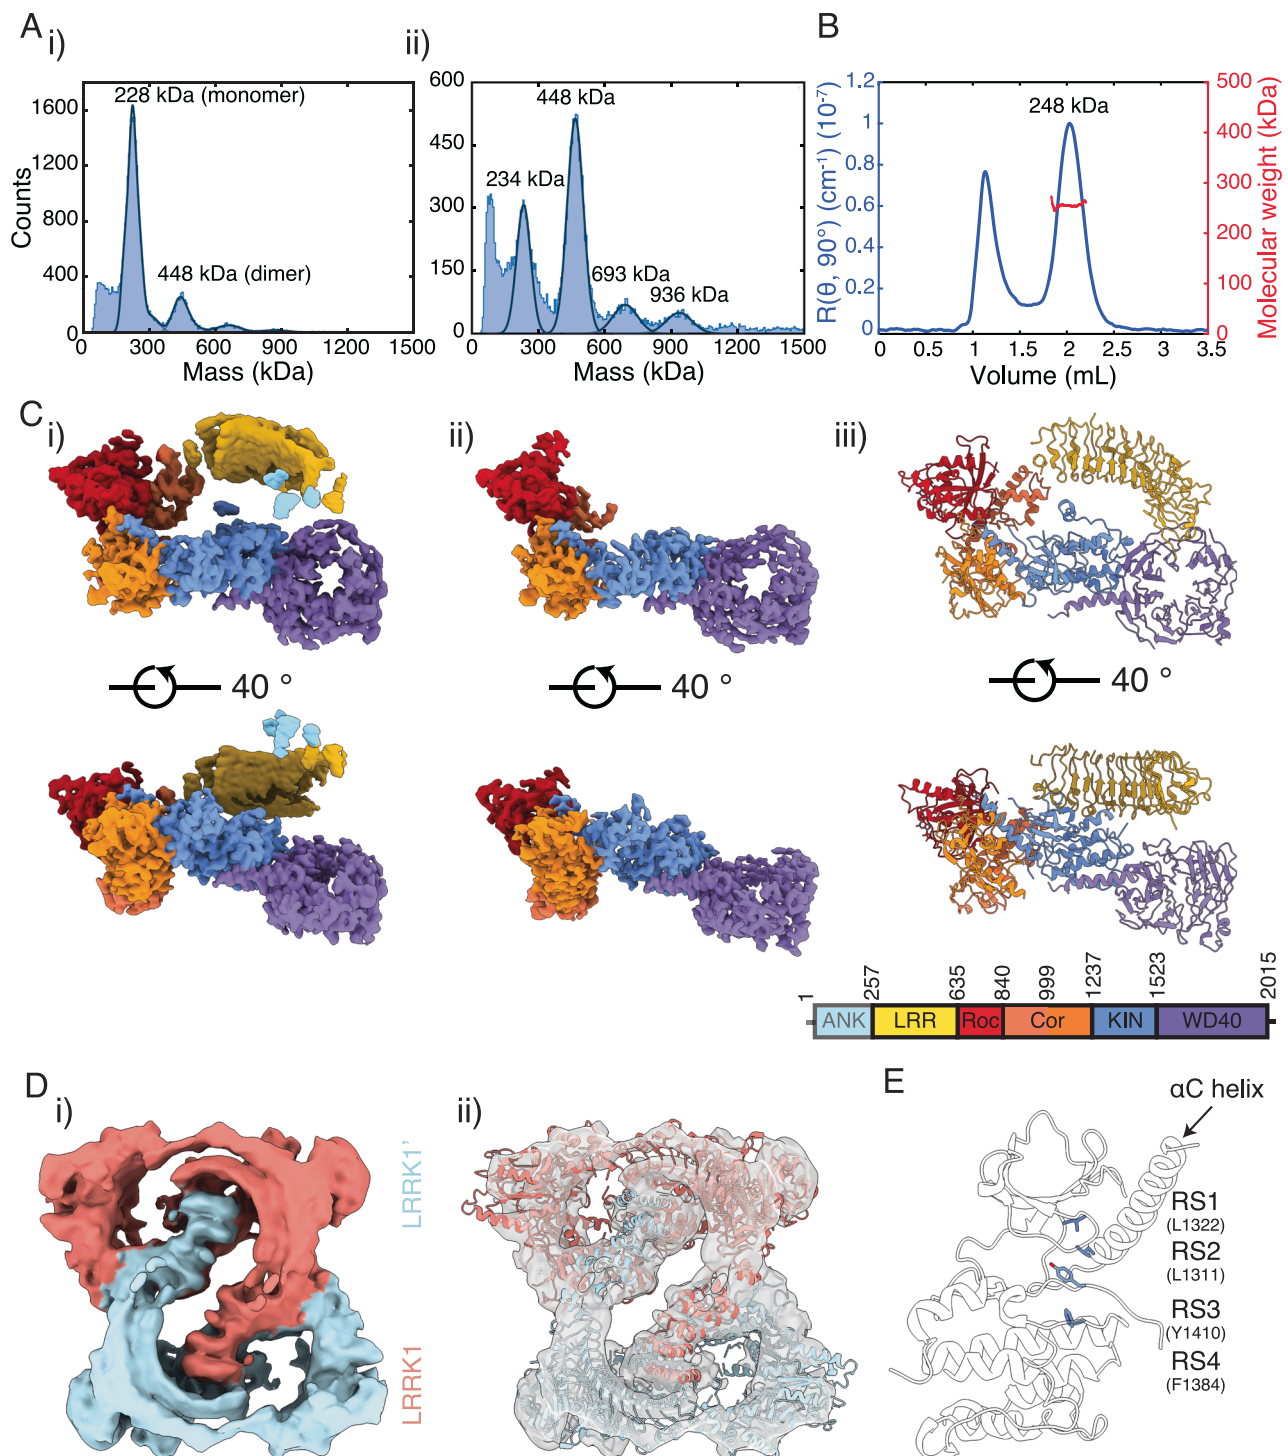 A
i)
ii)
B
228 kDa (monomer)
448 kDa (dimer)
1600
1200
800
400
0
Counts
0 300 600 900 1200 1500
Mass (kDa)
600
450
300
150
0
448 kDa
234 kDa
693 kDa
936 kDa
0 300 600 900 1200 1500
Mass (kDa)
R(θ, 90°) (cm⁻¹) (10⁻⁷)
1.2
1
0.8
0.6
0.4
0.2
0
248 kDa
500
400
300
200
100
0
Molecular weight (kDa)
0 0.5 1 1.5 2 2.5 3 3.5
Volume (mL)
C
i)
ii)
iii)
40 °
40 °
40 °
1 257 635 840 999 1237 1523 2015
ANK LRR Roc Cor KIN WD40
D
i)
ii)
LRRK1'
LRRK1
E
αC helix
RS1
(L1322)
RS2
(L1311)
RS3
(Y1410)
RS4
(F1384)